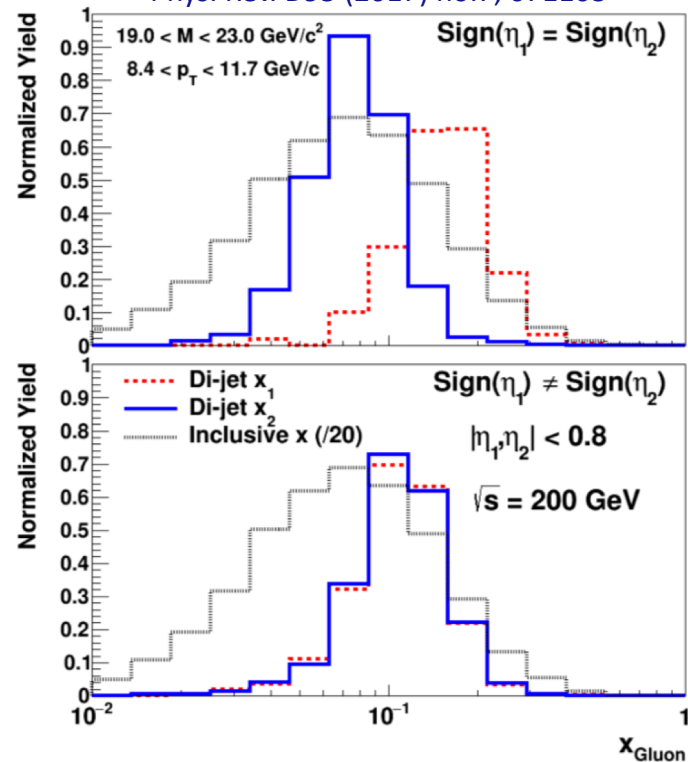 19.0 < M < 23.0 GeV/c²
8.4 < p_T < 11.7 GeV/c
Sign(η₁) = Sign(η₂)
Normalized Yield
1
0.9
0.8
0.7
0.6
0.5
0.4
0.3
0.2
0.1
0
Di-jet x₁
Di-jet x₂
Inclusive x (/20)
Sign(η₁) ≠ Sign(η₂)
|η₁,η₂| < 0.8
√s = 200 GeV
Normalized Yield
1
0.9
0.8
0.7
0.6
0.5
0.4
0.3
0.2
0.1
0
10⁻²
10⁻¹
1
x_Gluon